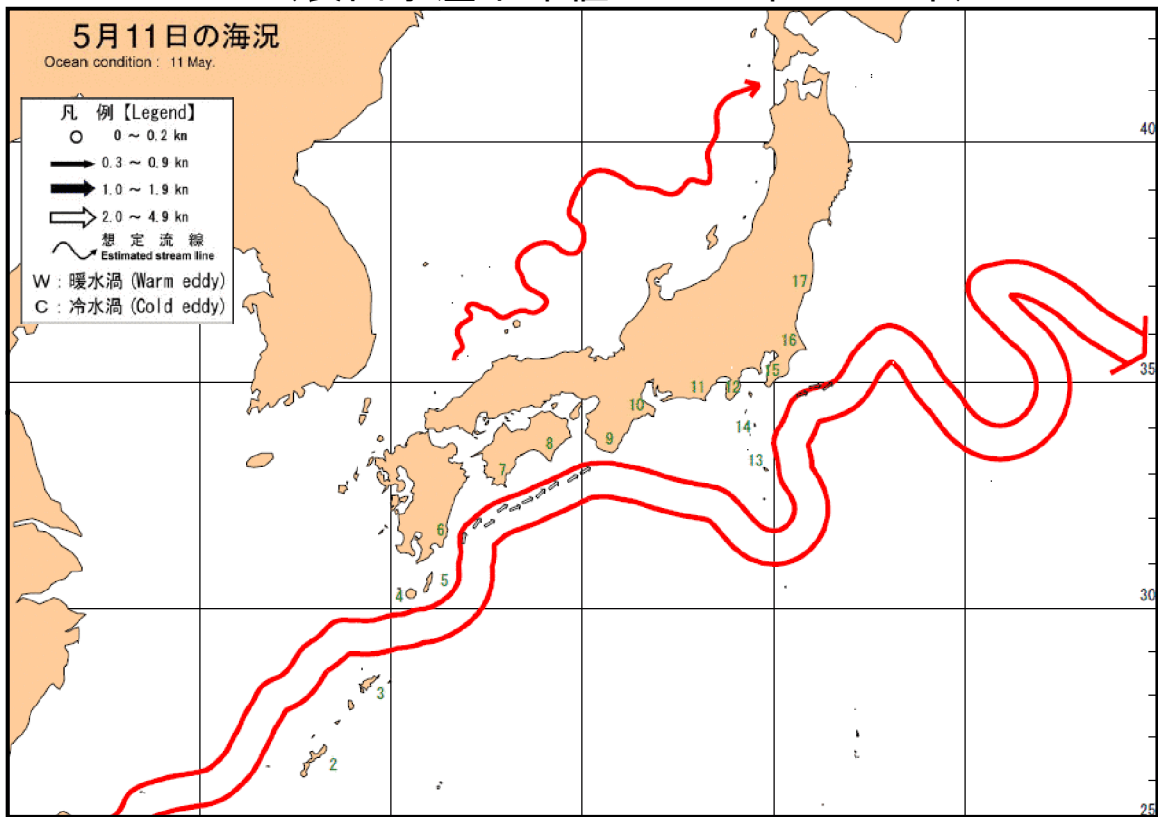 5月11日の海況
Ocean condition : 11 May.
凡 例【Legend】
0 ～ 0.2 kn
0.3 ～ 0.9 kn
1.0 ～ 1.9 kn
2.0 ～ 4.9 kn
想 定 流 線
Estimated stream line
W : 暖水渦 (Warm eddy)
C : 冷水渦 (Cold eddy)
40
17
16
35
15
12
11
10
14
9
8
13
7
6
5
4
30
3
2
25